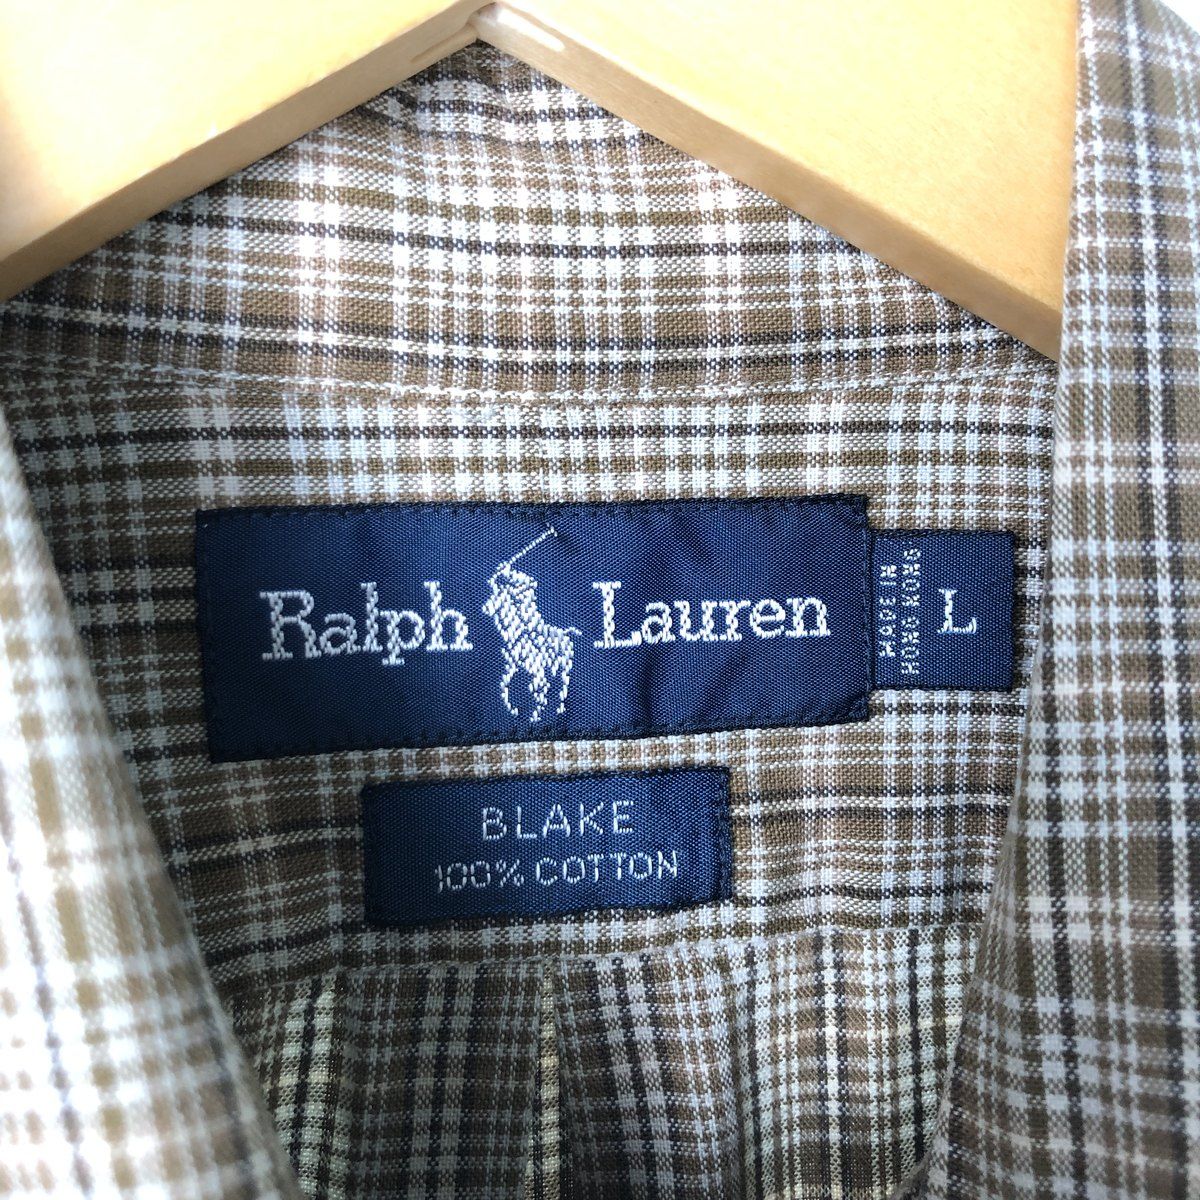 Ralph Lauren
MADE IN
HONG KONG
L
BLAKE
100% COTTON